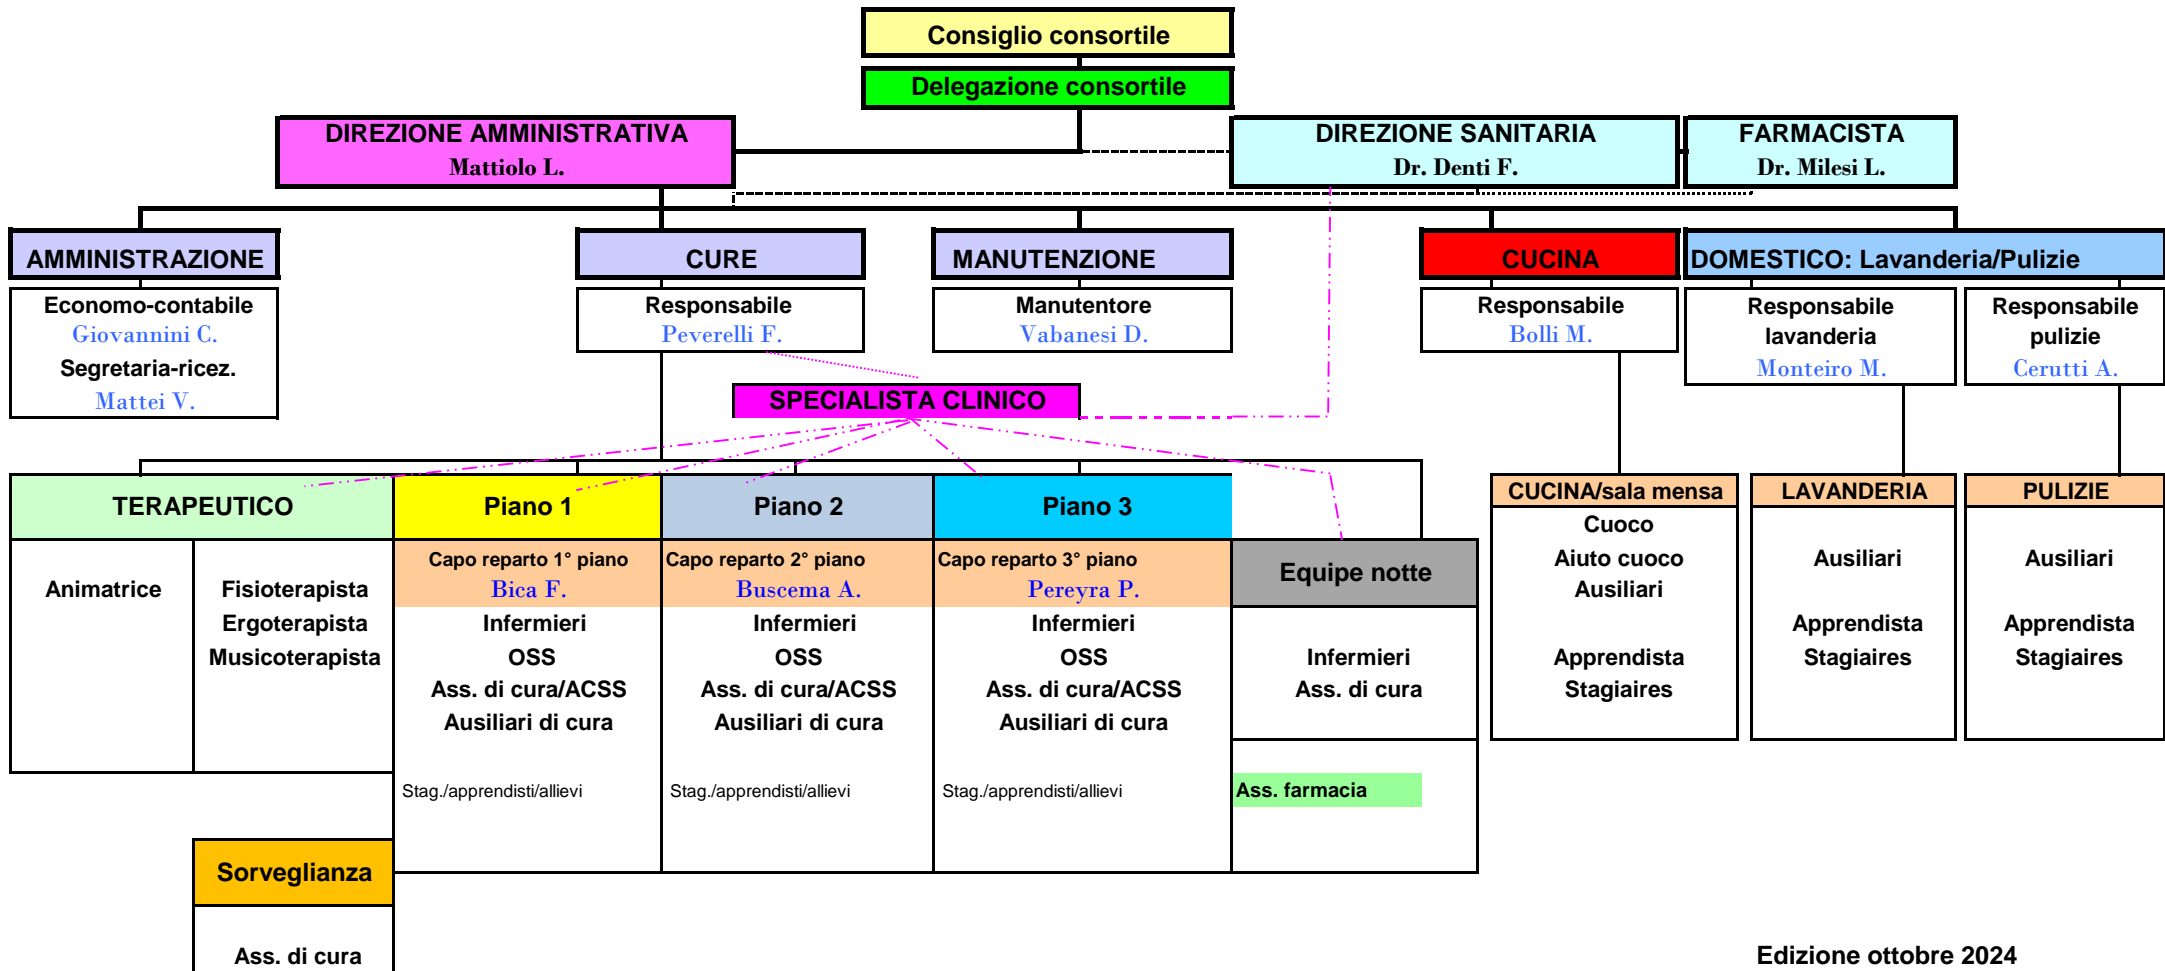 Consiglio consortile
Delegazione consortile
DIREZIONE AMMINISTRATIVA
Mattiolo L.
DIREZIONE SANITARIA
Dr. Denti F.
FARMACISTA
Dr. Milesi L.
AMMINISTRAZIONE
Economo-contabile
Giovannini C.
Segretaria-ricez.
Mattei V.
CURE
Responsabile
Peverelli F.
MANUTENZIONE
Manutentore
Vabanesi D.
CUCINA
Responsabile
Bolli M.
DOMESTICO: Lavanderia/Pulizie
Responsabile
lavanderia
Monteiro M.
Responsabile
pulizie
Cerutti A.
SPECIALISTA CLINICO
TERAPEUTICO
Animatrice
Fisioterapista
Ergoterapista
Musicoterapista
Piano 1
Capo reparto 1° piano
Bica F.
Infermieri
OSS
Ass. di cura/ACSS
Ausiliari di cura
Stag./apprendisti/allievi
Piano 2
Capo reparto 2° piano
Buscema A.
Infermieri
OSS
Ass. di cura/ACSS
Ausiliari di cura
Stag./apprendisti/allievi
Piano 3
Capo reparto 3° piano
Pereyra P.
Infermieri
OSS
Ass. di cura/ACSS
Ausiliari di cura
Stag./apprendisti/allievi
Equipe notte
Infermieri
Ass. di cura
Ass. farmacia
CUCINA/sala mensa
Cuoco
Aiuto cuoco
Ausiliari
Apprendista
Stagiaires
LAVANDERIA
Ausiliari
Apprendista
Stagiaires
PULIZIE
Ausiliari
Apprendista
Stagiaires
Sorveglianza
Ass. di cura
Edizione ottobre 2024